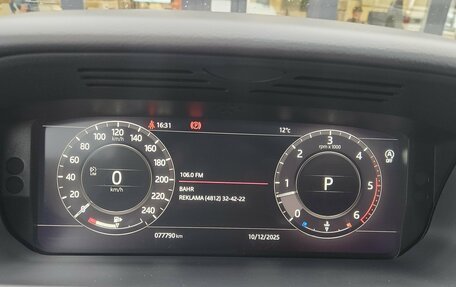 16:31
12°c
80 100 120 140 160
60 180
40 200
20 220
0 240
km/h
0
km/h
106.0 FM
BAHR
REKLAMA (4812) 32-42-22
0 1 2 3 4 5 6
rpm x 1000
P
077790 km
10/12/2025